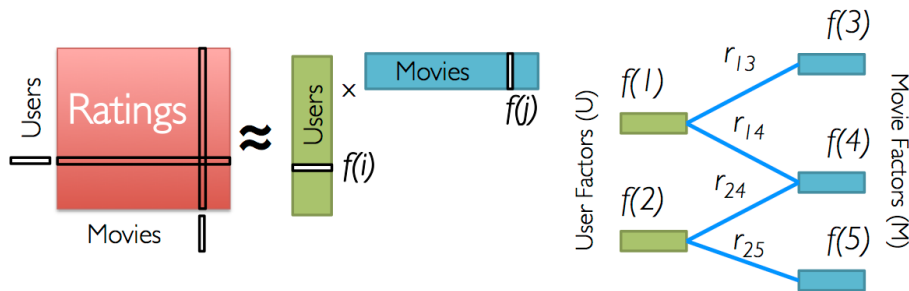 Users
Ratings
Movies
≈
Users
f(i)
x
Movies
f(j)
User Factors (U)
f(1)
f(2)
r13
r14
r24
r25
f(3)
f(4)
f(5)
Movie Factors (M)